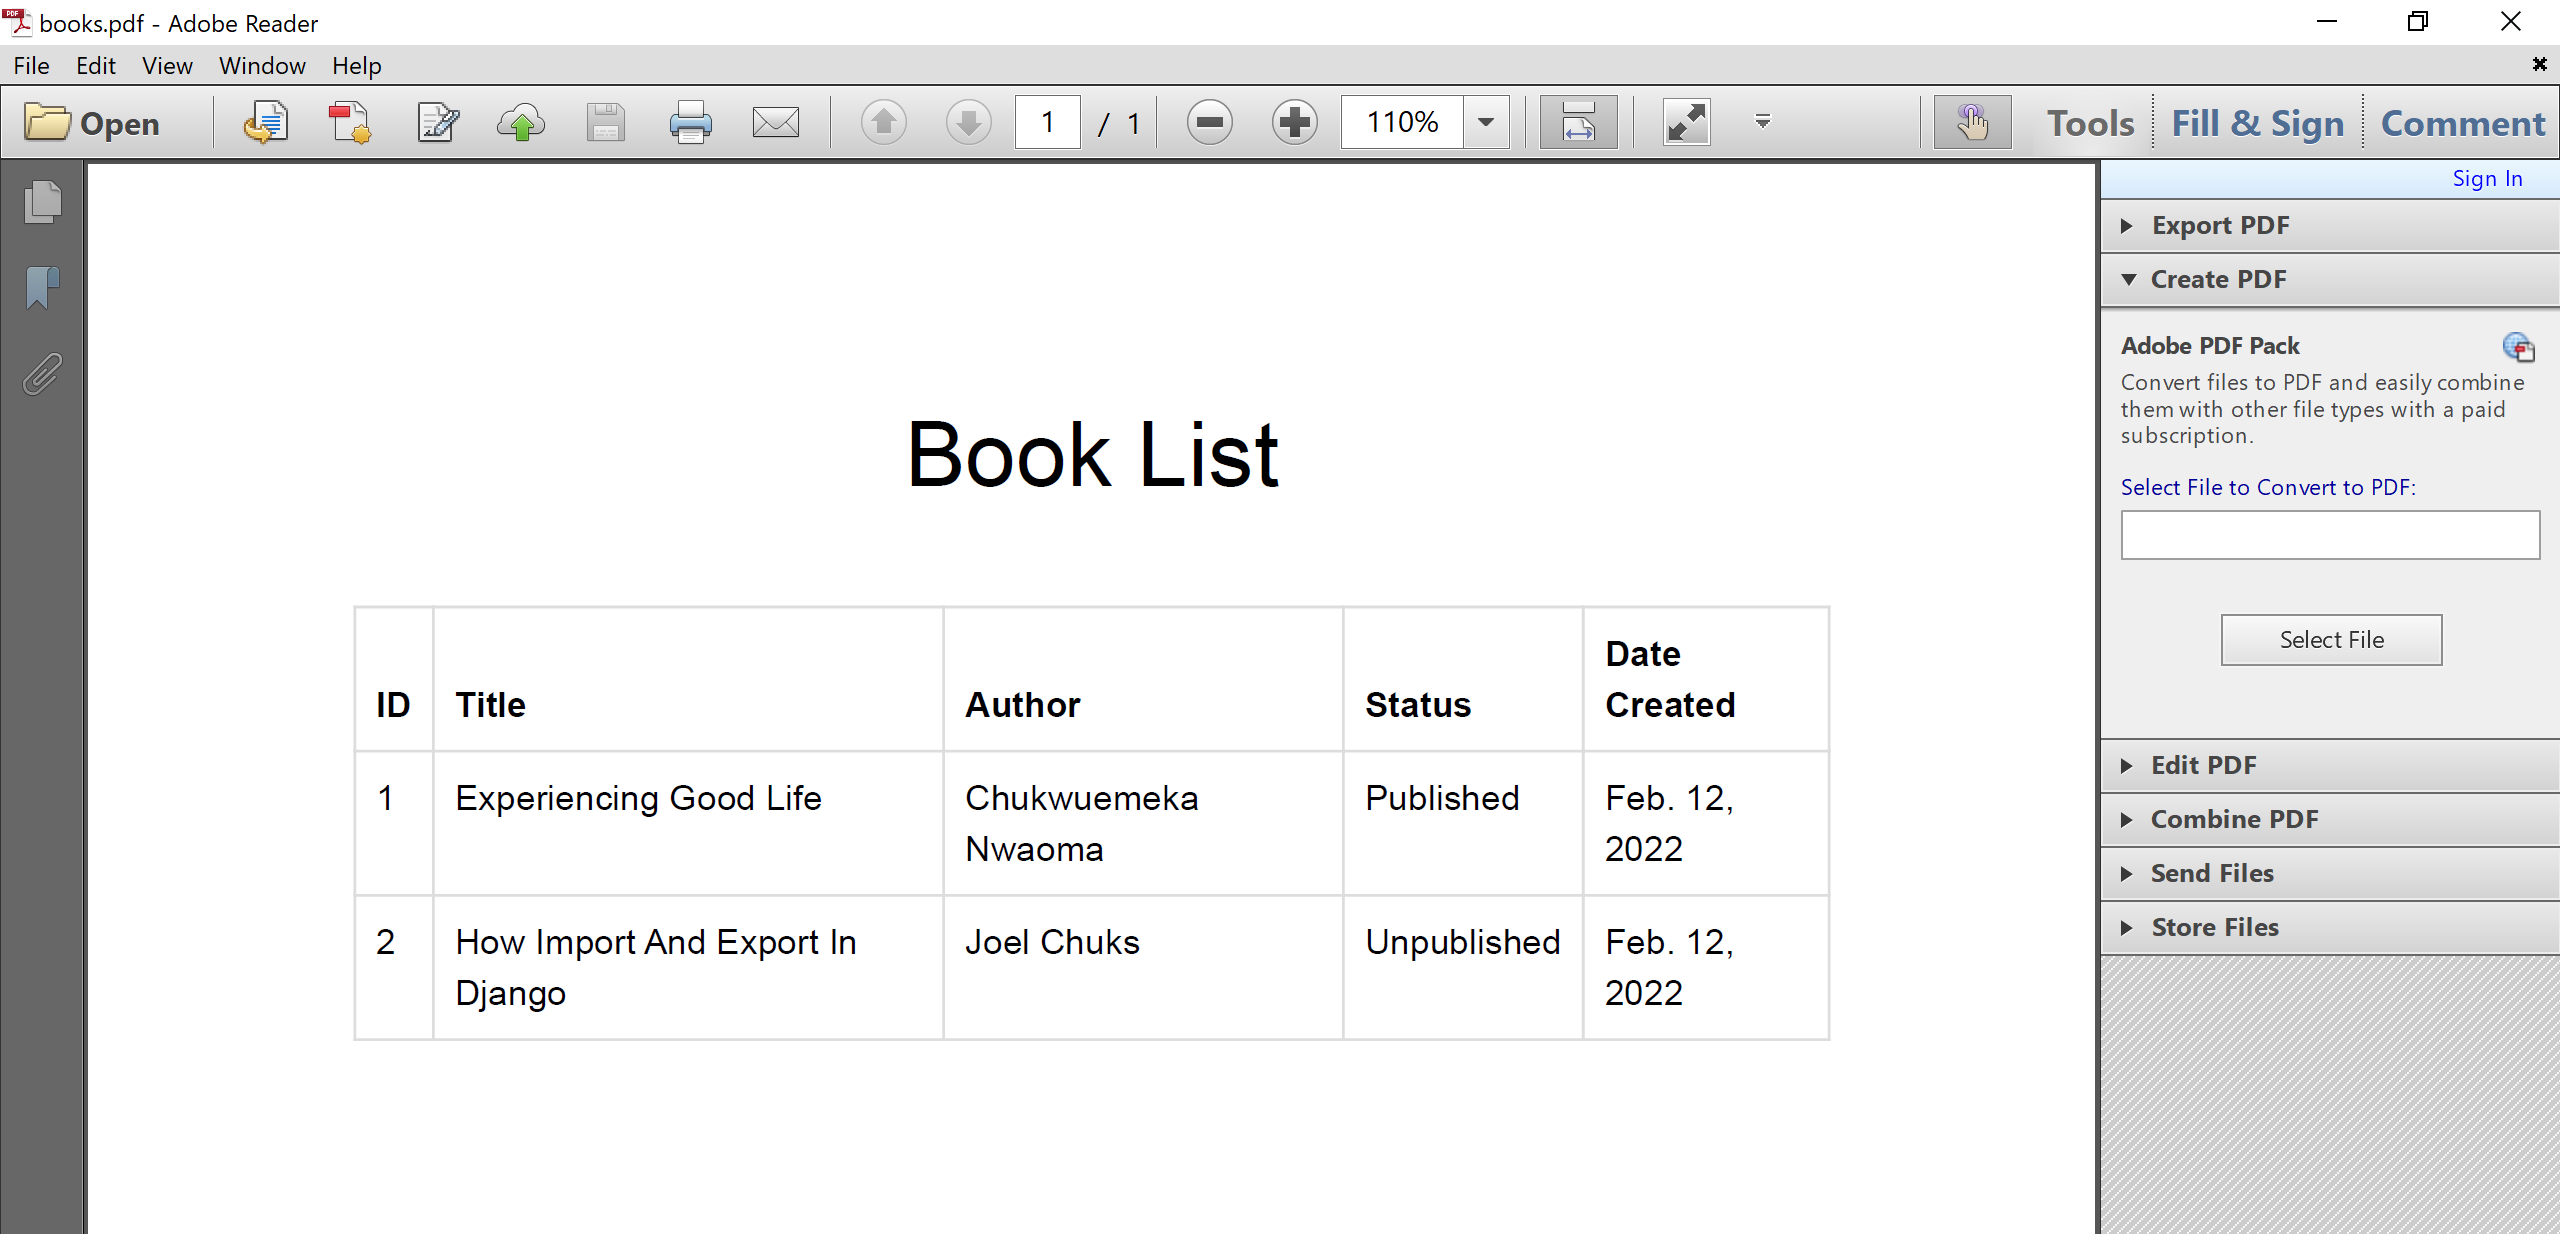 books.pdf - Adobe Reader
File Edit View Window Help
Open 1 / 1 110% Tools Fill & Sign Comment
Sign In
Export PDF
Create PDF
Adobe PDF Pack
Convert files to PDF and easily combine
them with other file types with a paid
subscription.
Select File to Convert to PDF:
Select File
Edit PDF
Combine PDF
Send Files
Store Files
Book List
ID Title Author Status Date
Created
1 Experiencing Good Life Chukwuemeka Published Feb. 12,
Nwaoma 2022
2 How Import And Export In Joel Chuks Unpublished Feb. 12,
Django 2022